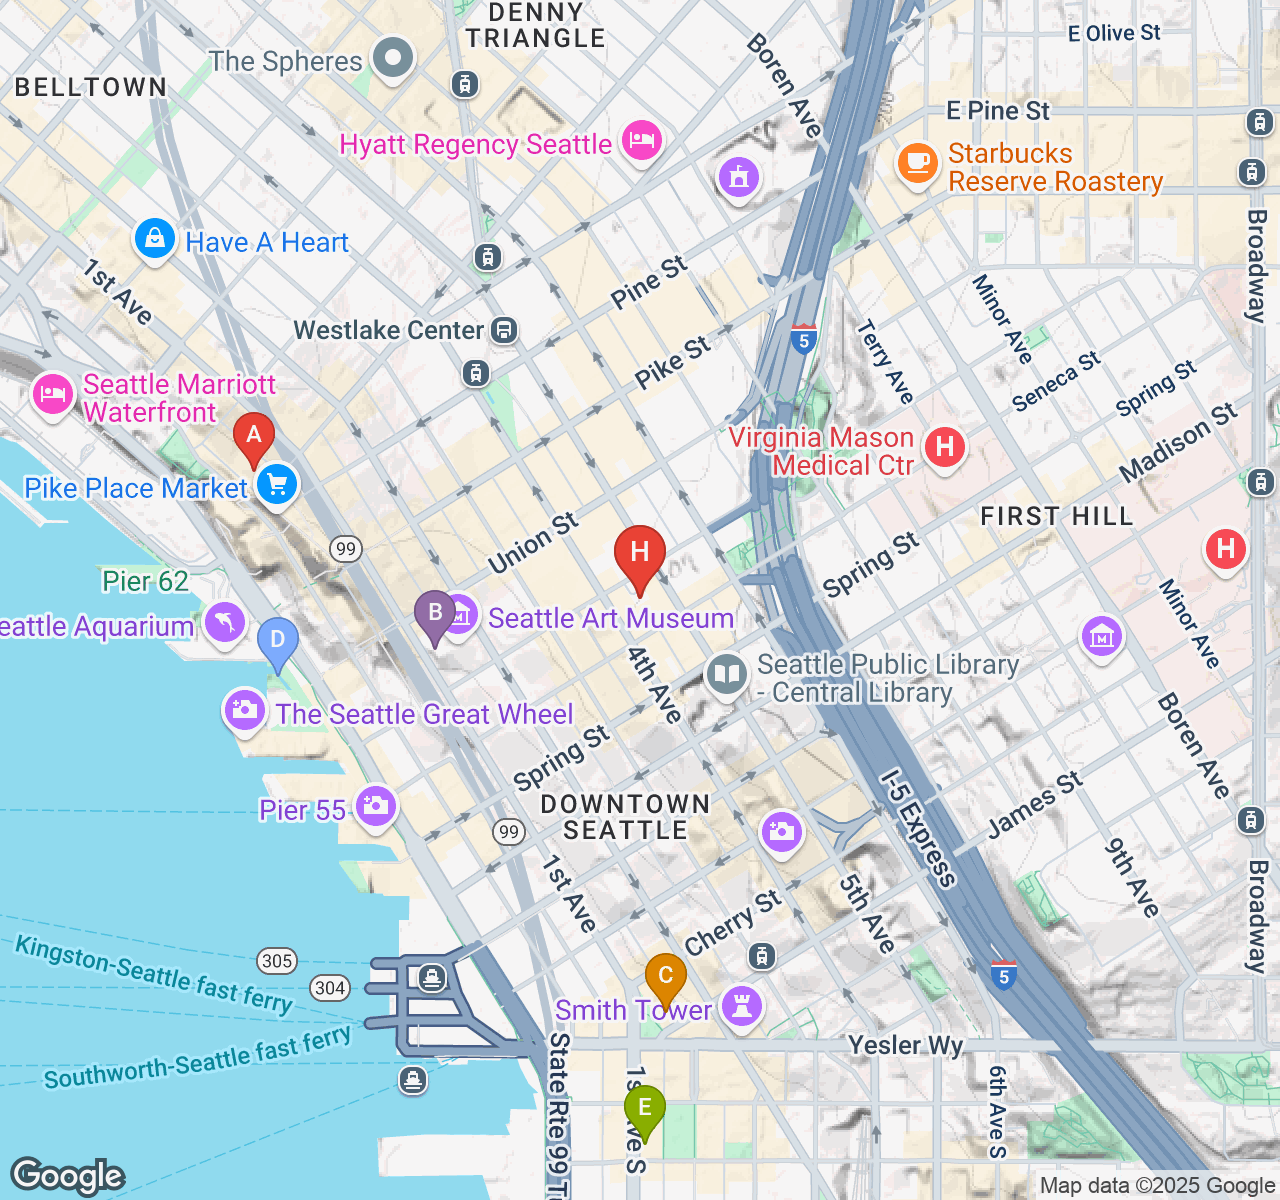 DENNY
TRIANGLE
E Olive St
The Spheres
BELLTOWN
Boren Ave
E Pine St
Hyatt Regency Seattle
Starbucks
Reserve Roastery
Have A Heart
Broadway
1st Ave
Pine St
Minor Ave
Westlake Center
5
Terry Ave
Pike St
Seneca St
Spring St
Seattle Marriott
Waterfront
A
Madison St
Virginia Mason
Medical Ctr
H
Pike Place Market
FIRST HILL
Union St
99
H
H
Spring St
Pier 62
Minor Ave
eattle Aquarium
D
B
Seattle Art Museum
4th Ave
Seattle Public Library
- Central Library
The Seattle Great Wheel
Boren Ave
Spring St
I-5 Express
James St
Pier 55
DOWNTOWN
SEATTLE
99
1st Ave
5th Ave
9th Ave
Broadway
Cherry St
Kingston-Seattle fast ferry
305
304
C
5
Smith Tower
Southworth-Seattle fast ferry
Yesler Wy
State Rte 99
1st Ave S
6th Ave S
E
Google
Map data ©2025 Google